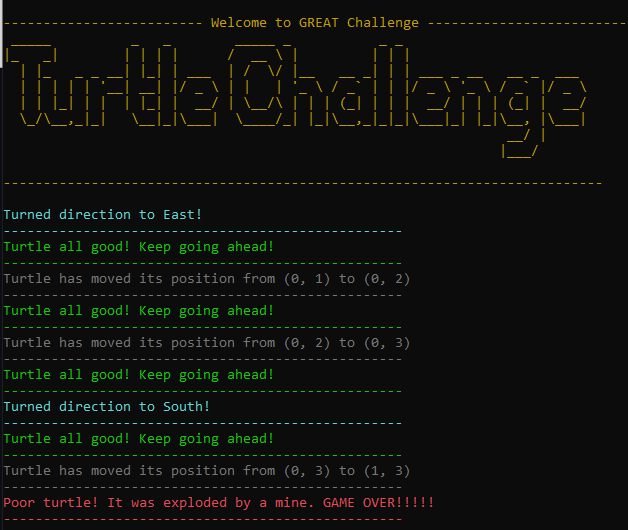 ------------------------- Welcome to GREAT Challenge -------------------------
TurtleChallenge
---------------------------------------------------------------------------
Turned direction to East!
--------------------------------------------------
Turtle all good! Keep going ahead!
--------------------------------------------------
Turtle has moved its position from (0, 1) to (0, 2)
--------------------------------------------------
Turtle all good! Keep going ahead!
--------------------------------------------------
Turtle has moved its position from (0, 2) to (0, 3)
--------------------------------------------------
Turtle all good! Keep going ahead!
--------------------------------------------------
Turned direction to South!
--------------------------------------------------
Turtle all good! Keep going ahead!
--------------------------------------------------
Turtle has moved its position from (0, 3) to (1, 3)
--------------------------------------------------
Poor turtle! It was exploded by a mine. GAME OVER!!!!!
--------------------------------------------------